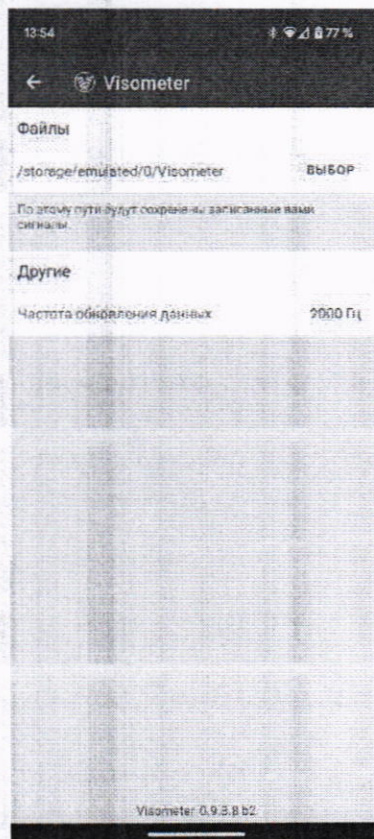 13:54 77 %
Visometer
Файлы
/storage/emulated/0/Visometer ВЫБОР
По этому пути будут сохранены записанные вами
сигналы.
Другие
Частота обновления данных 2000 Гц
Visometer 0.9.3.8 b2